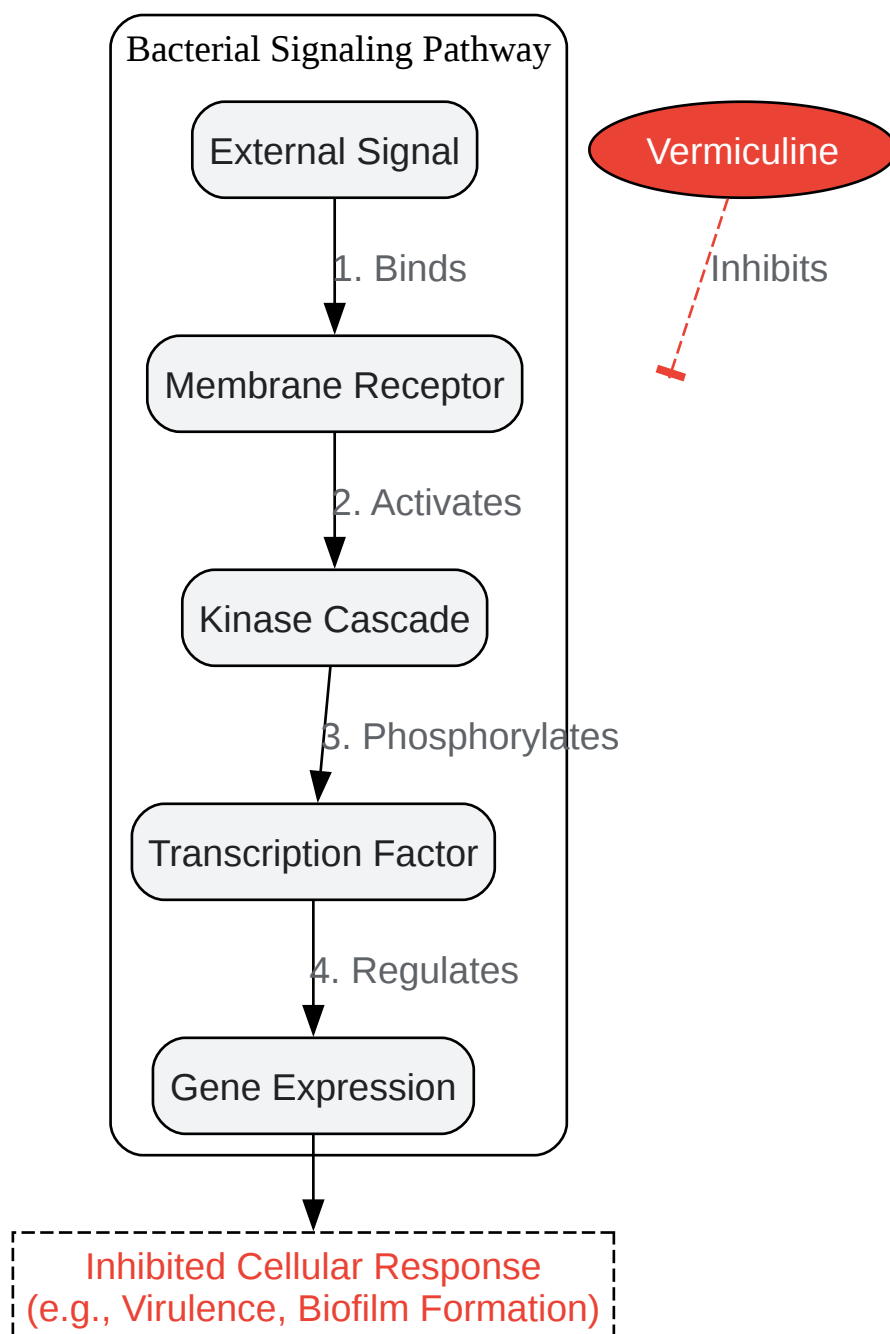 Bacterial Signaling Pathway
External Signal
Vermiculine
1. Binds
Inhibits
Membrane Receptor
2. Activates
Kinase Cascade
3. Phosphorylates
Transcription Factor
4. Regulates
Gene Expression
Inhibited Cellular Response
(e.g., Virulence, Biofilm Formation)